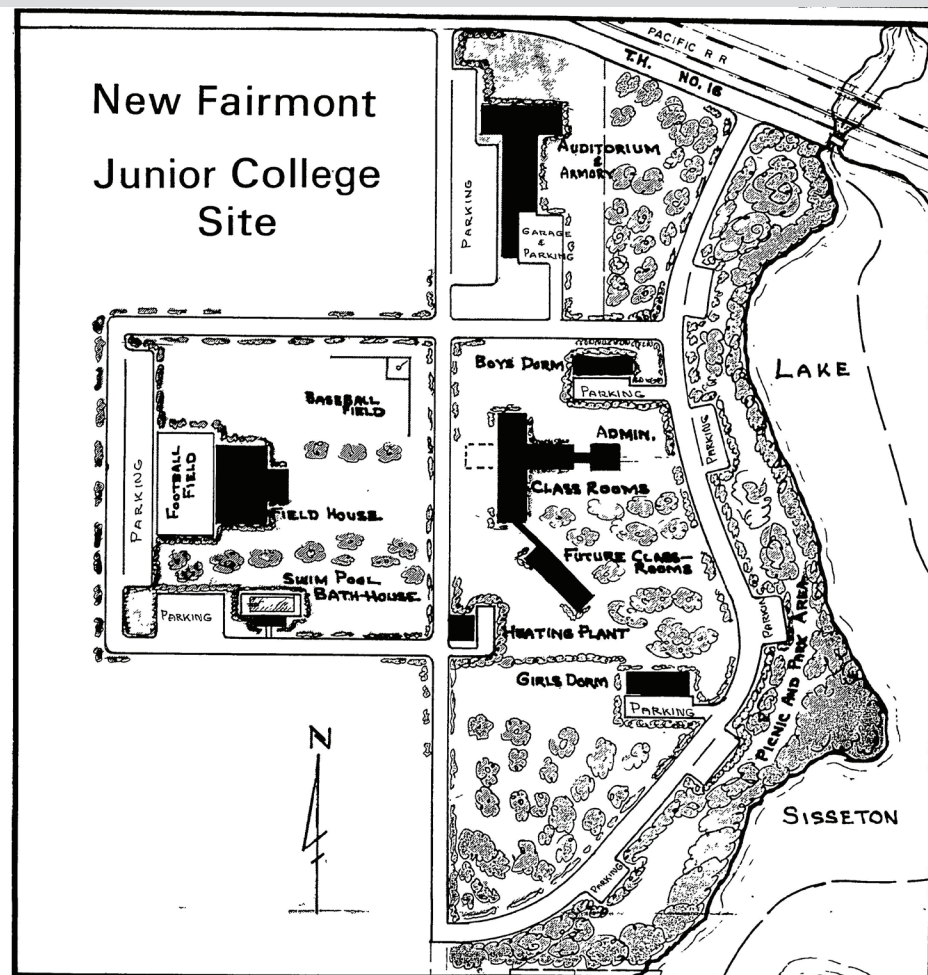 New Fairmont
Junior College
Site
PACIFIC R R
T.H. NO. 16
AUDITORIUM
&
ARMORY
PARKING
GARAGE
&
PARKING
LAKE
BOYS DORM
PARKING
BASEBALL
FIELD
ADMIN.
PARKING
CLASS ROOMS
FOOTBALL
FIELD
PARKING
FIELD HOUSE
FUTURE CLASS-
ROOMS
SWIM POOL
BATH-HOUSE
PARKING
HEATING PLANT
PARKIN
PICNIC AND PARK AREA
GIRLS DORM
PARKING
N
SISSETON
PARKING